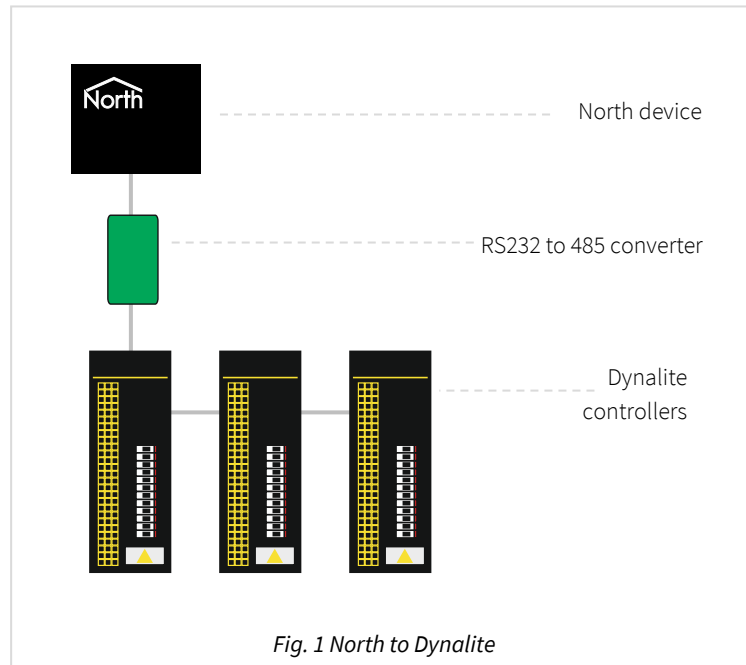 North
North device
RS232 to 485 converter
Dynalite
controllers
Fig. 1 North to Dynalite